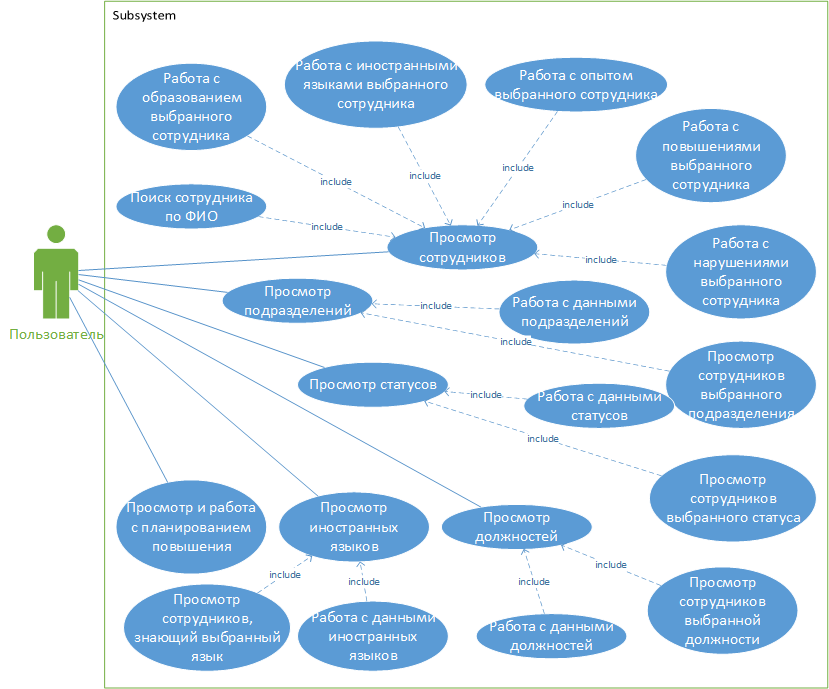 Subsystem
Работа с
образованием
выбранного
сотрудника
Работа с иностранными
языками выбранного
сотрудника
Работа с опытом
выбранного сотрудника
Работа с
повышениями
выбранного
сотрудника
include
include
include
include
Поиск сотрудника
по ФИО
include
Просмотр
сотрудников
include
Работа с
нарушениями
выбранного
сотрудника
Пользователь
Просмотр
подразделений
include
Работа с данными
подразделений
include
Просмотр
сотрудников
выбранного
подразделения
Просмотр статусов
include
Работа с данными
статусов
include
Просмотр
сотрудников
выбранного статуса
Просмотр и работа
с планированием
повышения
Просмотр
иностранных
языков
Просмотр
должностей
include
include
include
include
Просмотр
сотрудников,
знающий выбранный
язык
Работа с данными
иностранных
языков
Работа с данными
должностей
Просмотр
сотрудников
выбранной
должности